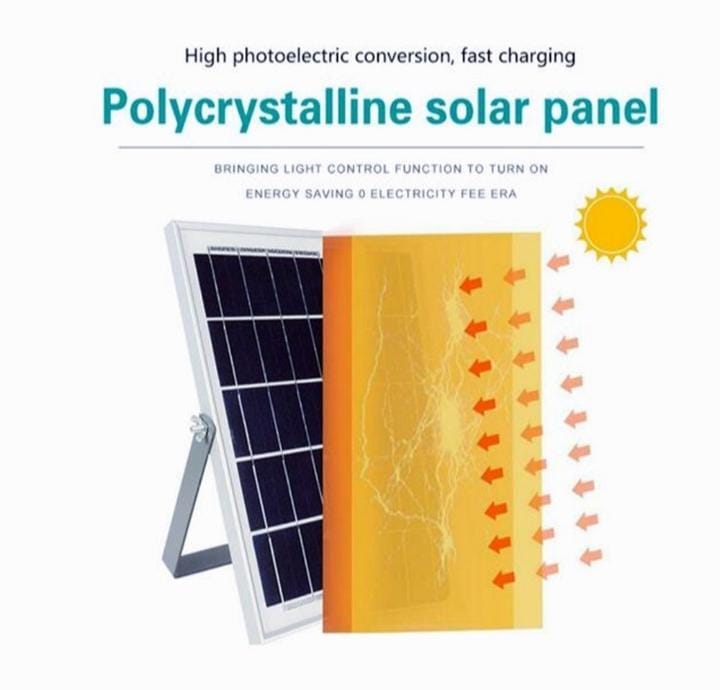 High photoelectric conversion, fast charging
Polycrystalline solar panel
BRINGING LIGHT CONTROL FUNCTION TO TURN ON
ENERGY SAVING 0 ELECTRICITY FEE ERA